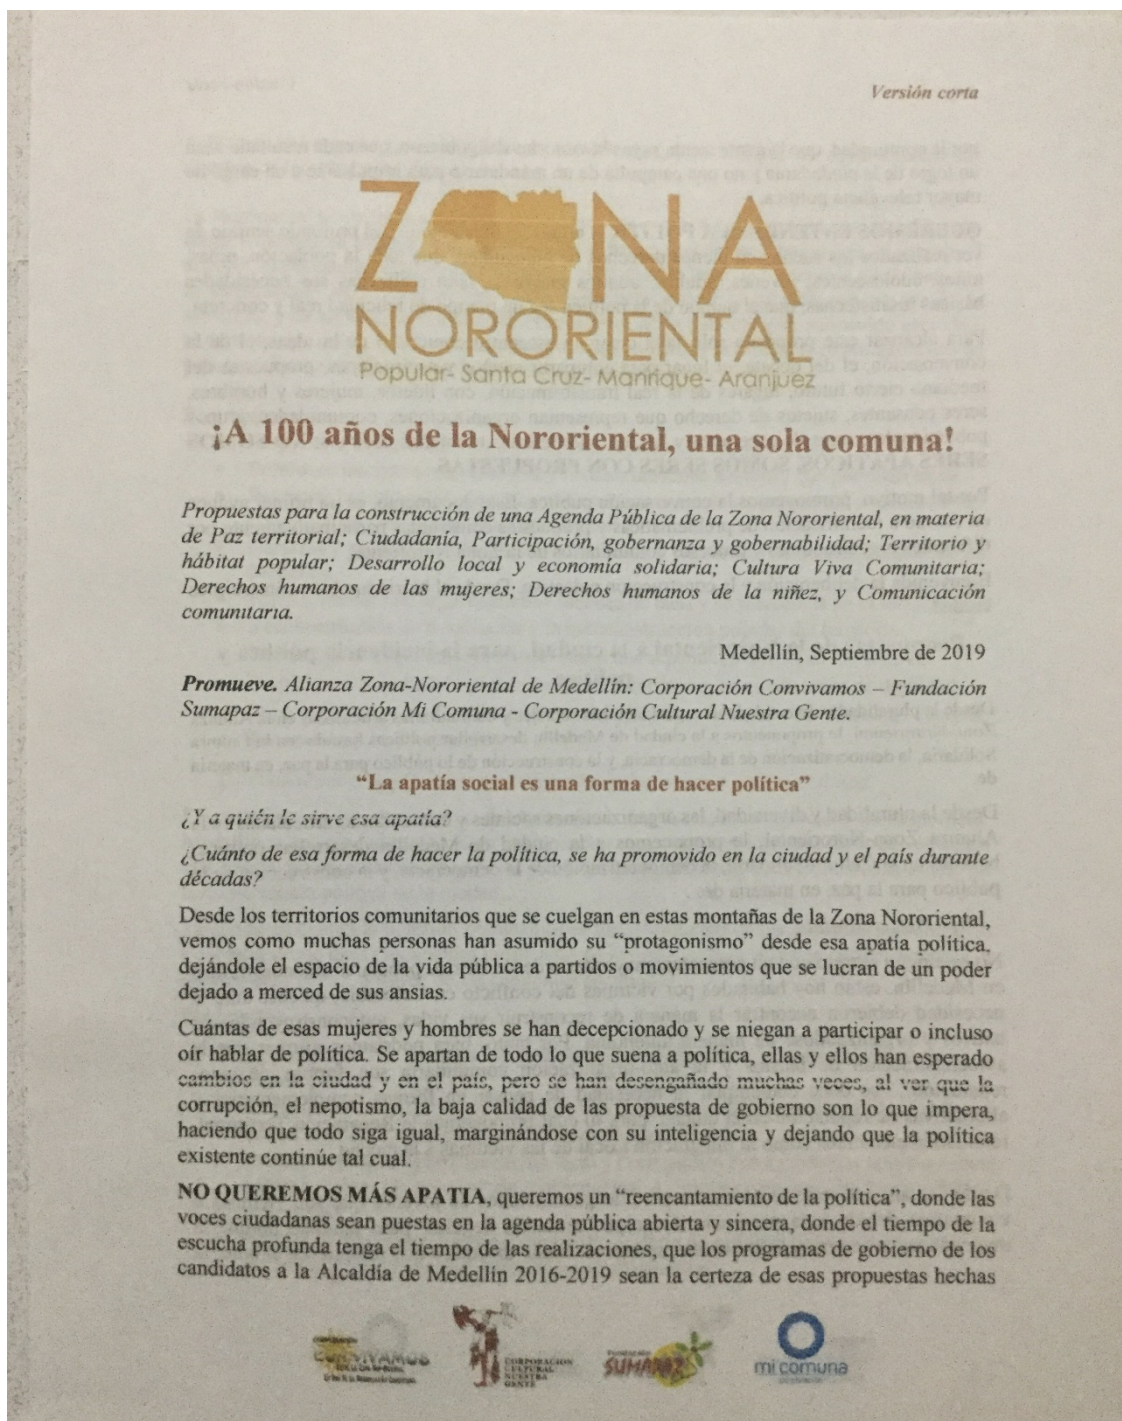 Versión corta
ZONA
NORORIENTAL
Popular- Santa Cruz- Manrique- Aranjuez
¡A 100 años de la Nororiental, una sola comuna!
Propuestas para la construcción de una Agenda Pública de la Zona Nororiental, en materia
de Paz territorial; Ciudadanía, Participación, gobernanza y gobernabilidad; Territorio y
hábitat popular; Desarrollo local y economía solidaria; Cultura Viva Comunitaria;
Derechos humanos de las mujeres; Derechos humanos de la niñez, y Comunicación
comunitaria.
Medellín, Septiembre de 2019
Promueve. Alianza Zona-Nororiental de Medellín: Corporación Convivamos – Fundación
Sumapaz – Corporación Mi Comuna - Corporación Cultural Nuestra Gente.
“La apatía social es una forma de hacer política”
¿Y a quién le sirve esa apatía?
¿Cuánto de esa forma de hacer la política, se ha promovido en la ciudad y el país durante
décadas?
Desde los territorios comunitarios que se cuelgan en estas montañas de la Zona Nororiental,
vemos como muchas personas han asumido su “protagonismo” desde esa apatía política,
dejándole el espacio de la vida pública a partidos o movimientos que se lucran de un poder
dejado a merced de sus ansias.
Cuántas de esas mujeres y hombres se han decepcionado y se niegan a participar o incluso
oír hablar de política. Se apartan de todo lo que suena a política, ellas y ellos han esperado
cambios en la ciudad y en el país, pero se han desengañado muchas veces, al ver que la
corrupción, el nepotismo, la baja calidad de las propuesta de gobierno son lo que impera,
haciendo que todo siga igual, marginándose con su inteligencia y dejando que la política
existente continúe tal cual.
NO QUEREMOS MÁS APATIA, queremos un “reencantamiento de la política”, donde las
voces ciudadanas sean puestas en la agenda pública abierta y sincera, donde el tiempo de la
escucha profunda tenga el tiempo de las realizaciones, que los programas de gobierno de los
candidatos a la Alcaldía de Medellín 2016-2019 sean la certeza de esas propuestas hechas
CONVIVAMOS
CORPORACION
CULTURAL
NUESTRA
GENTE
SUMAPAZ
mi comuna